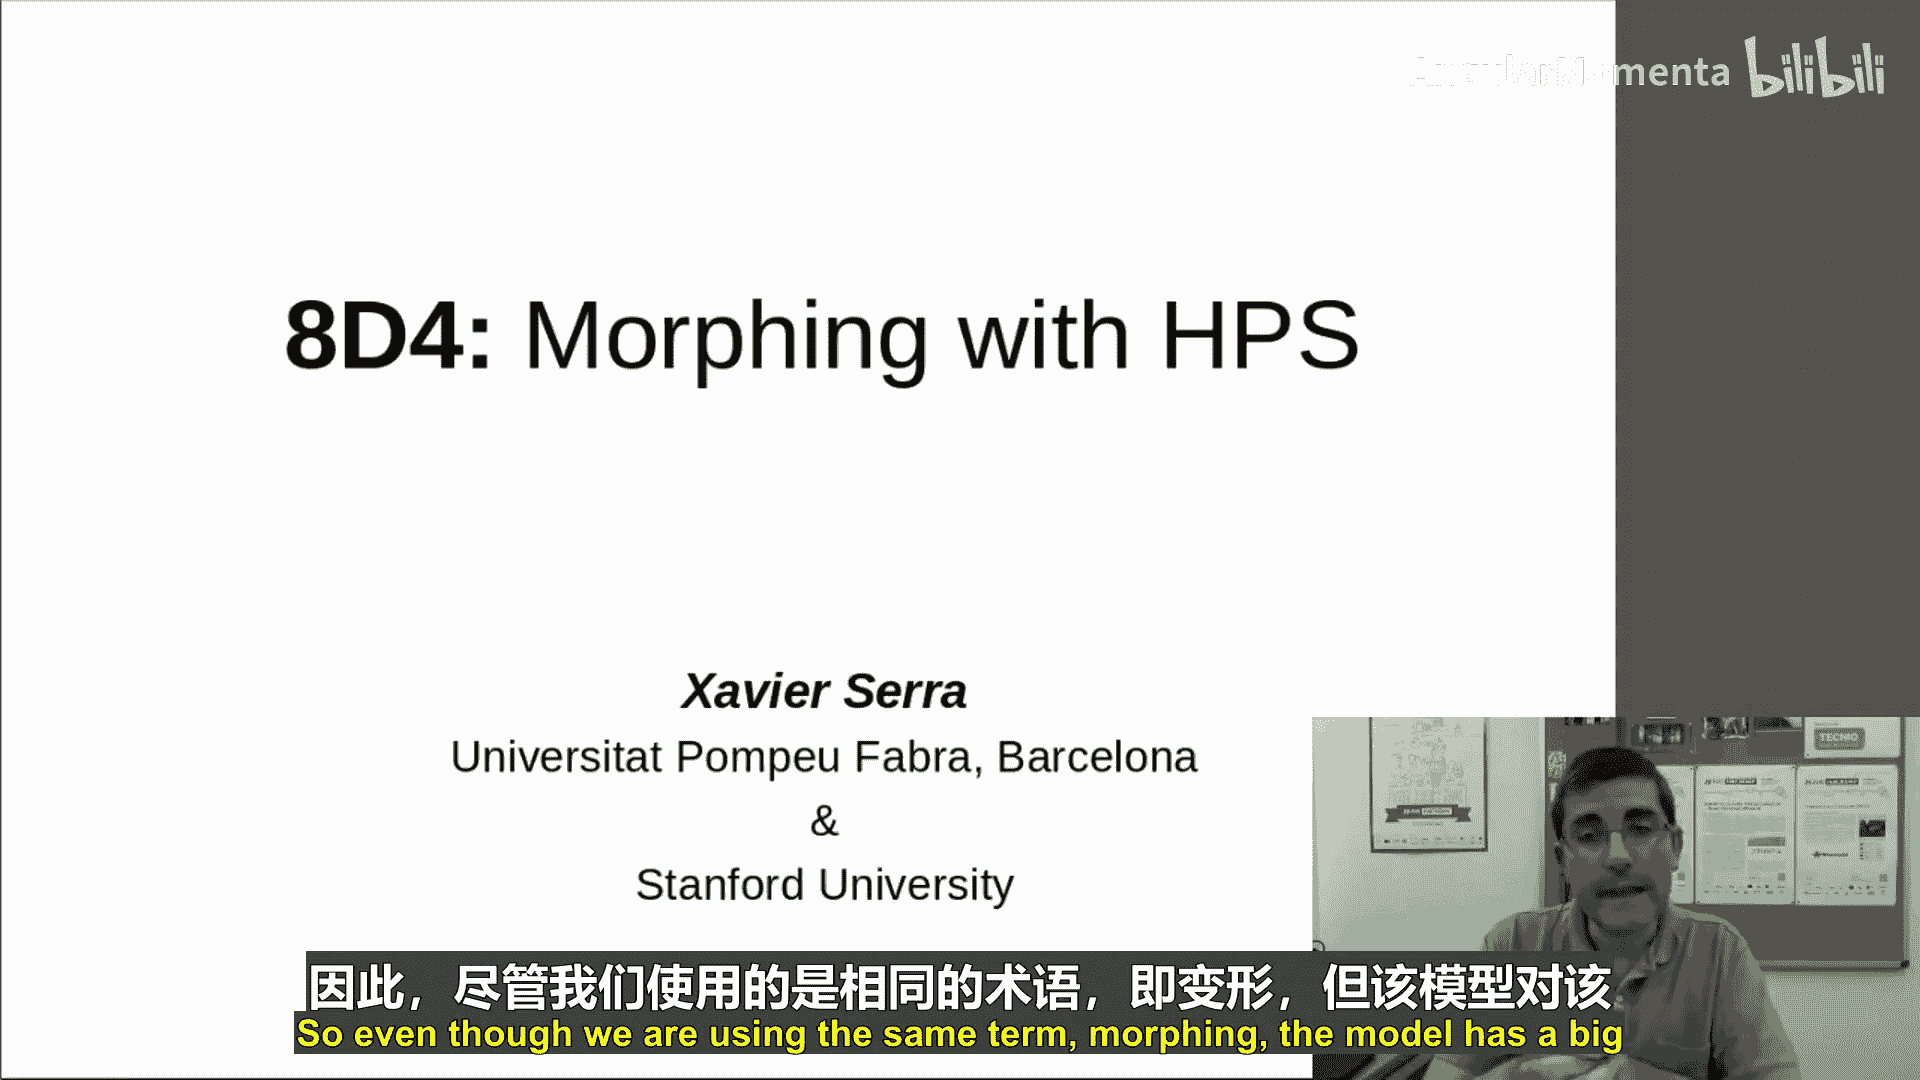 menta bilibili
8D4: Morphing with HPS
Xavier Serra
Universitat Pompeu Fabra, Barcelona
&
Stanford University
TECNIO
因此，尽管我们使用的是相同的术语，即变形，但该模型对该
So even though we are using the same term, morphing, the model has a big